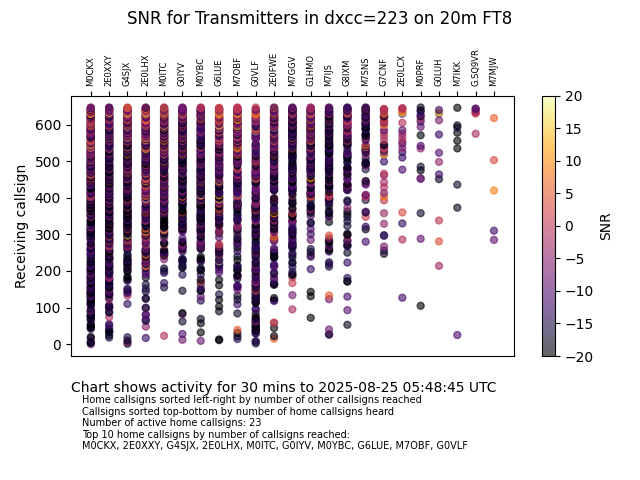 SNR for Transmitters in dxcc=223 on 20m FT8
M0CKX 2E0XXY G4SJX 2E0LHX M0ITC G0IYV M0YBC G6LUE M7OBF G0VLF 2E0FWE M7GGV G1HMO M7IJS G8IXM M7SNS G7CNF 2E0LCX M0PRF G0LUH M7IKK G.5Q9VR M7MJW
Receiving callsign
600
500
400
300
200
100
0
20
15
10
5
0
−5
−10
−15
−20
SNR
Chart shows activity for 30 mins to 2025-08-25 05:48:45 UTC
Home callsigns sorted left-right by number of other callsigns reached
Callsigns sorted top-bottom by number of home callsigns heard
Number of active home callsigns: 23
Top 10 home callsigns by number of callsigns reached:
M0CKX, 2E0XXY, G4SJX, 2E0LHX, M0ITC, G0IYV, M0YBC, G6LUE, M7OBF, G0VLF